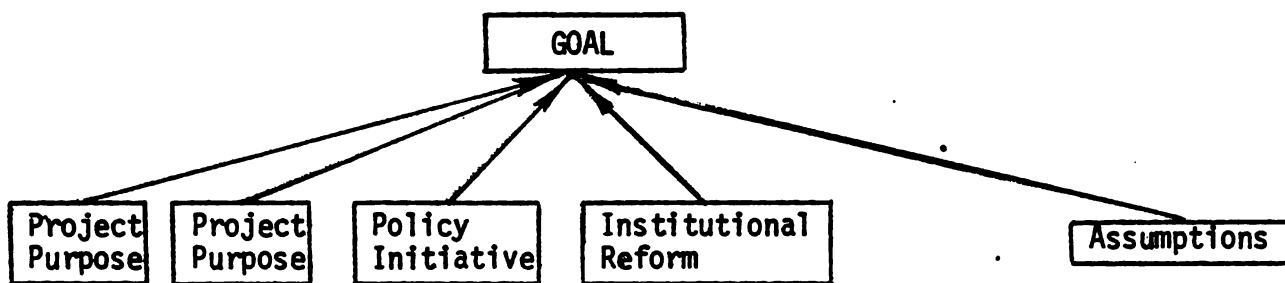 GOAL
Project
Purpose
Project
Purpose
Policy
Initiative
Institutional
Reform
Assumptions